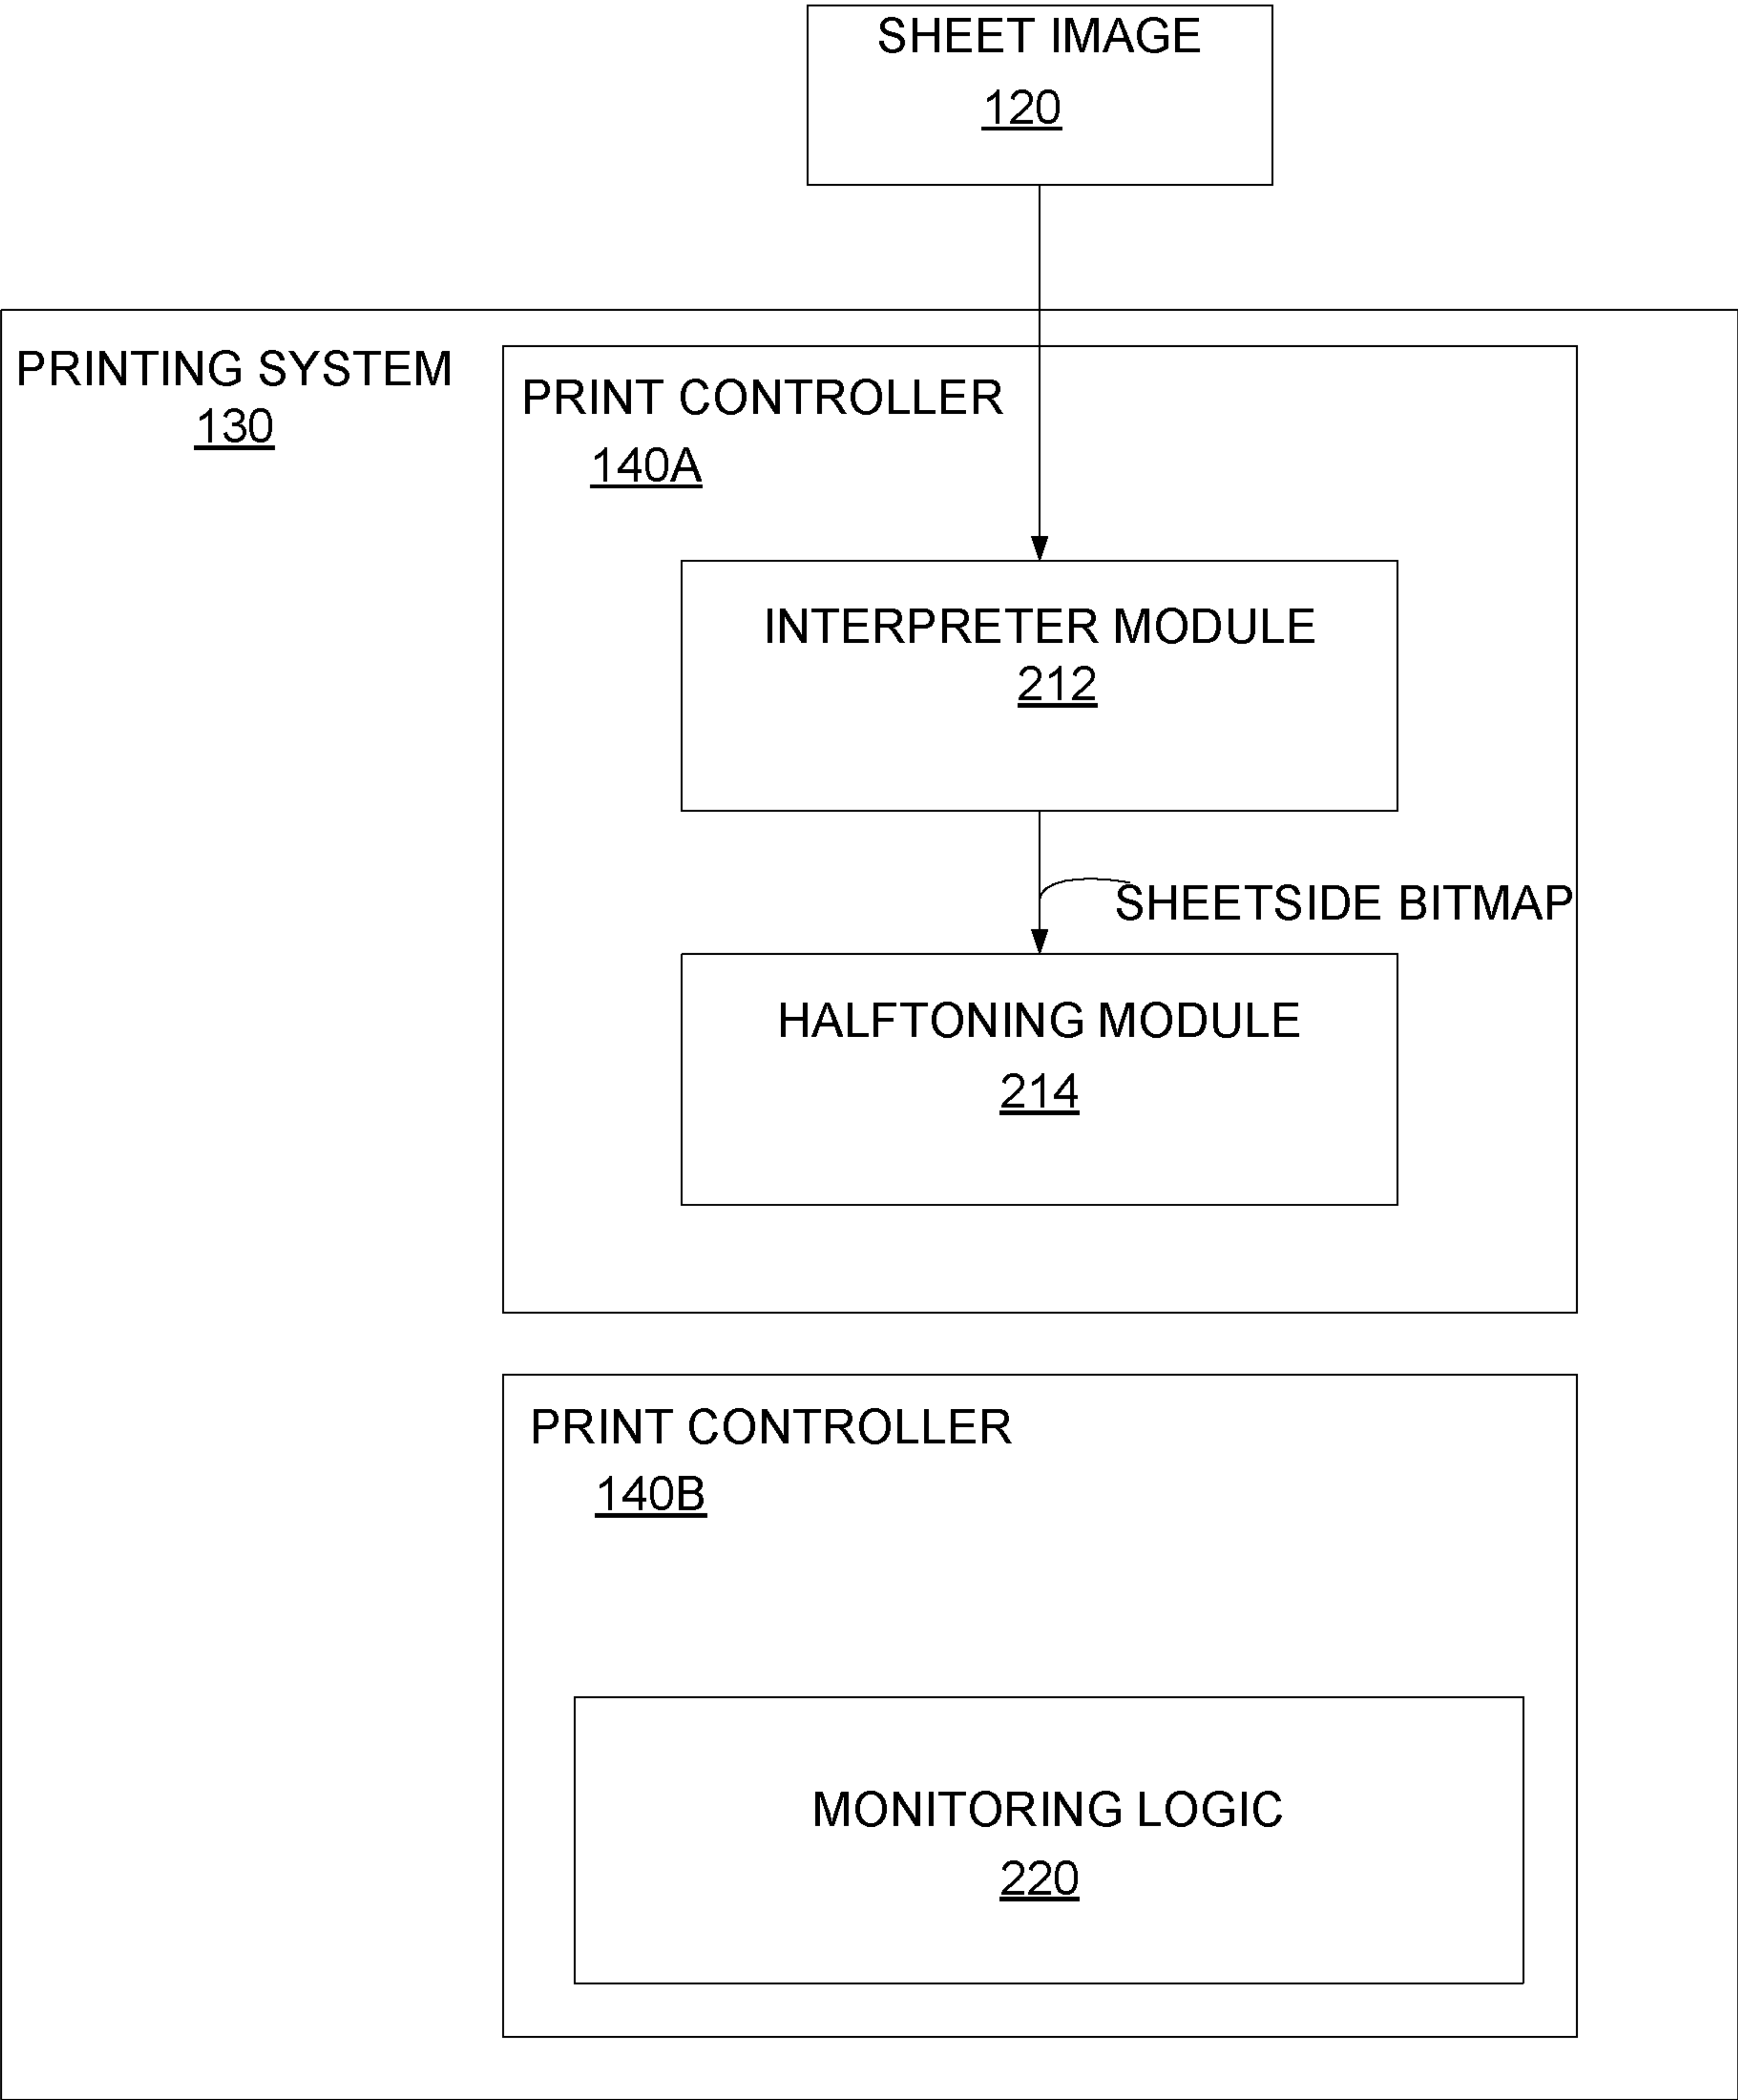 SHEET IMAGE
120
PRINTING SYSTEM
130
PRINT CONTROLLER
140A
INTERPRETER MODULE
212
SHEETSIDE BITMAP
HALFTONING MODULE
214
PRINT CONTROLLER
140B
MONITORING LOGIC
220